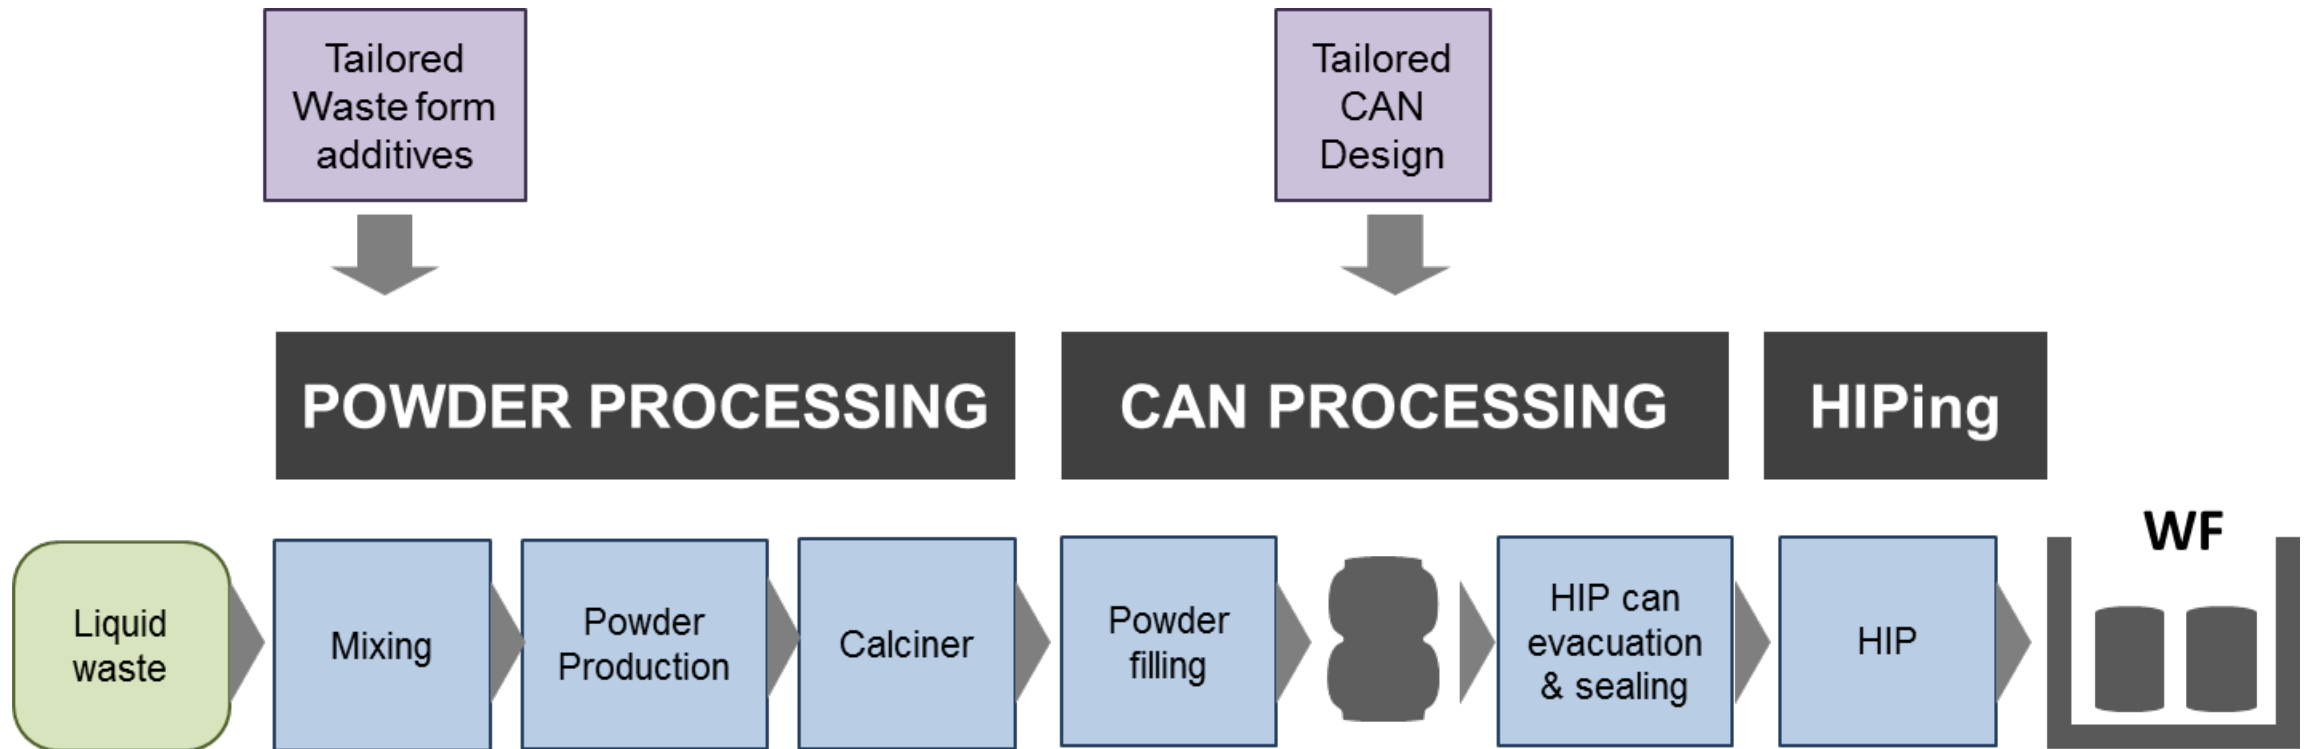 Tailored
Waste form
additives
Tailored
CAN
Design
POWDER PROCESSING
CAN PROCESSING
HIPing
Liquid
waste
Mixing
Powder
Production
Calciner
Powder
filling
HIP can
evacuation
& sealing
HIP
WF